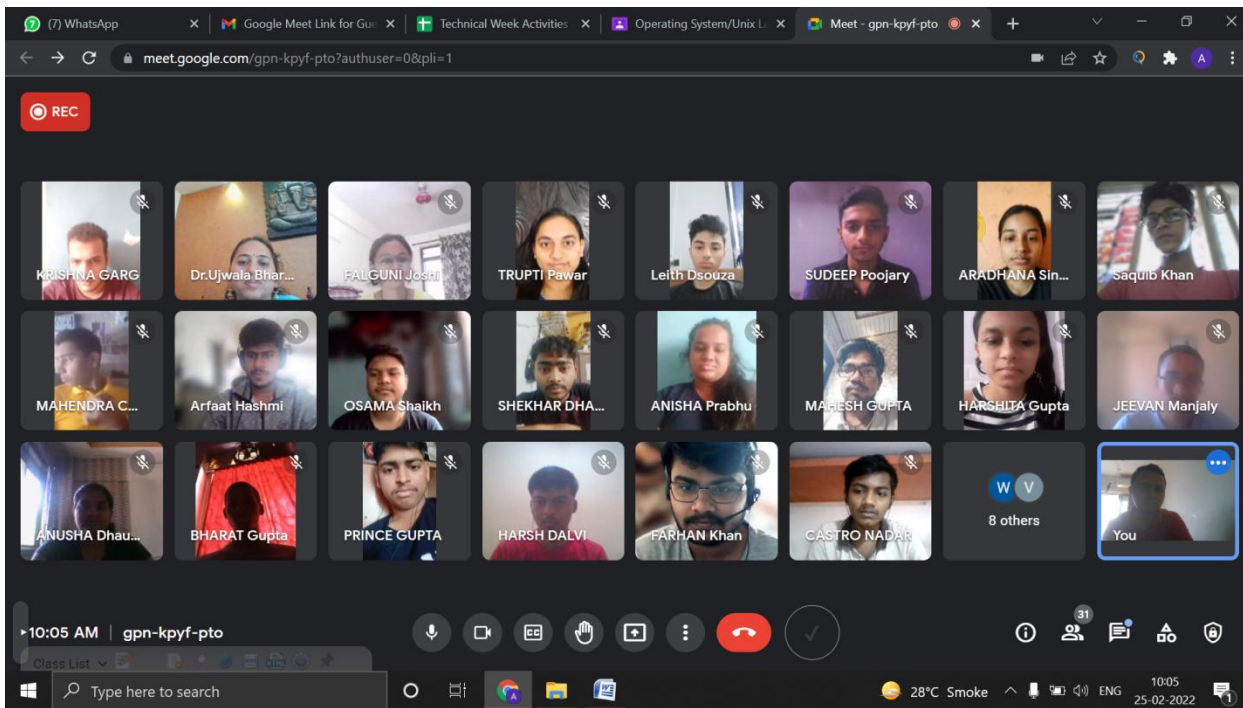 (7) WhatsApp
Google Meet Link for Gue
Technical Week Activities
Operating System/Unix L
Meet - gpn-kpyf-pto
meet.google.com/gpn-kpyf-pto?authuser=0&pli=1
A
REC
KRISHNA GARG Dr.Ujwala Bhar... FALGUNI Joshi TRUPTI Pawar Leith Dsouza SUDEEP Poojary ARADHANA Sin... Saquib Khan
MAHENDRA C... Arfaat Hashmi OSAMA Shaikh SHEKHAR DHA... ANISHA Prabhu MAHESH GUPTA HARSHITA Gupta JEEVAN Manjaly
W V
8 others
ANUSHA Dhau... BHARAT Gupta PRINCE GUPTA HARSH DALVI FARHAN Khan CASTRO NADAR You
31
10:05 AM | gpn-kpyf-pto
CC
Class List
Type here to search
28°C Smoke
ENG
10:05
25-02-2022
1